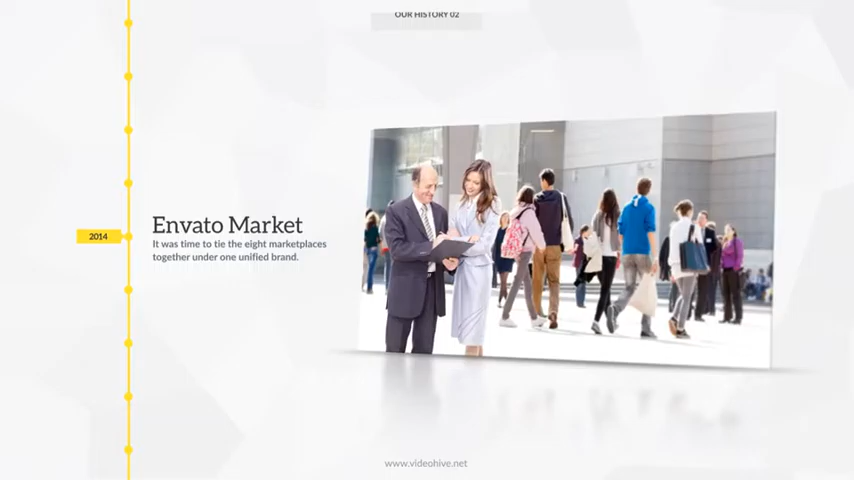 OUR HISTORY 02
2014
Envato Market
It was time to tie the eight marketplaces
together under one unified brand.
www.videohive.net